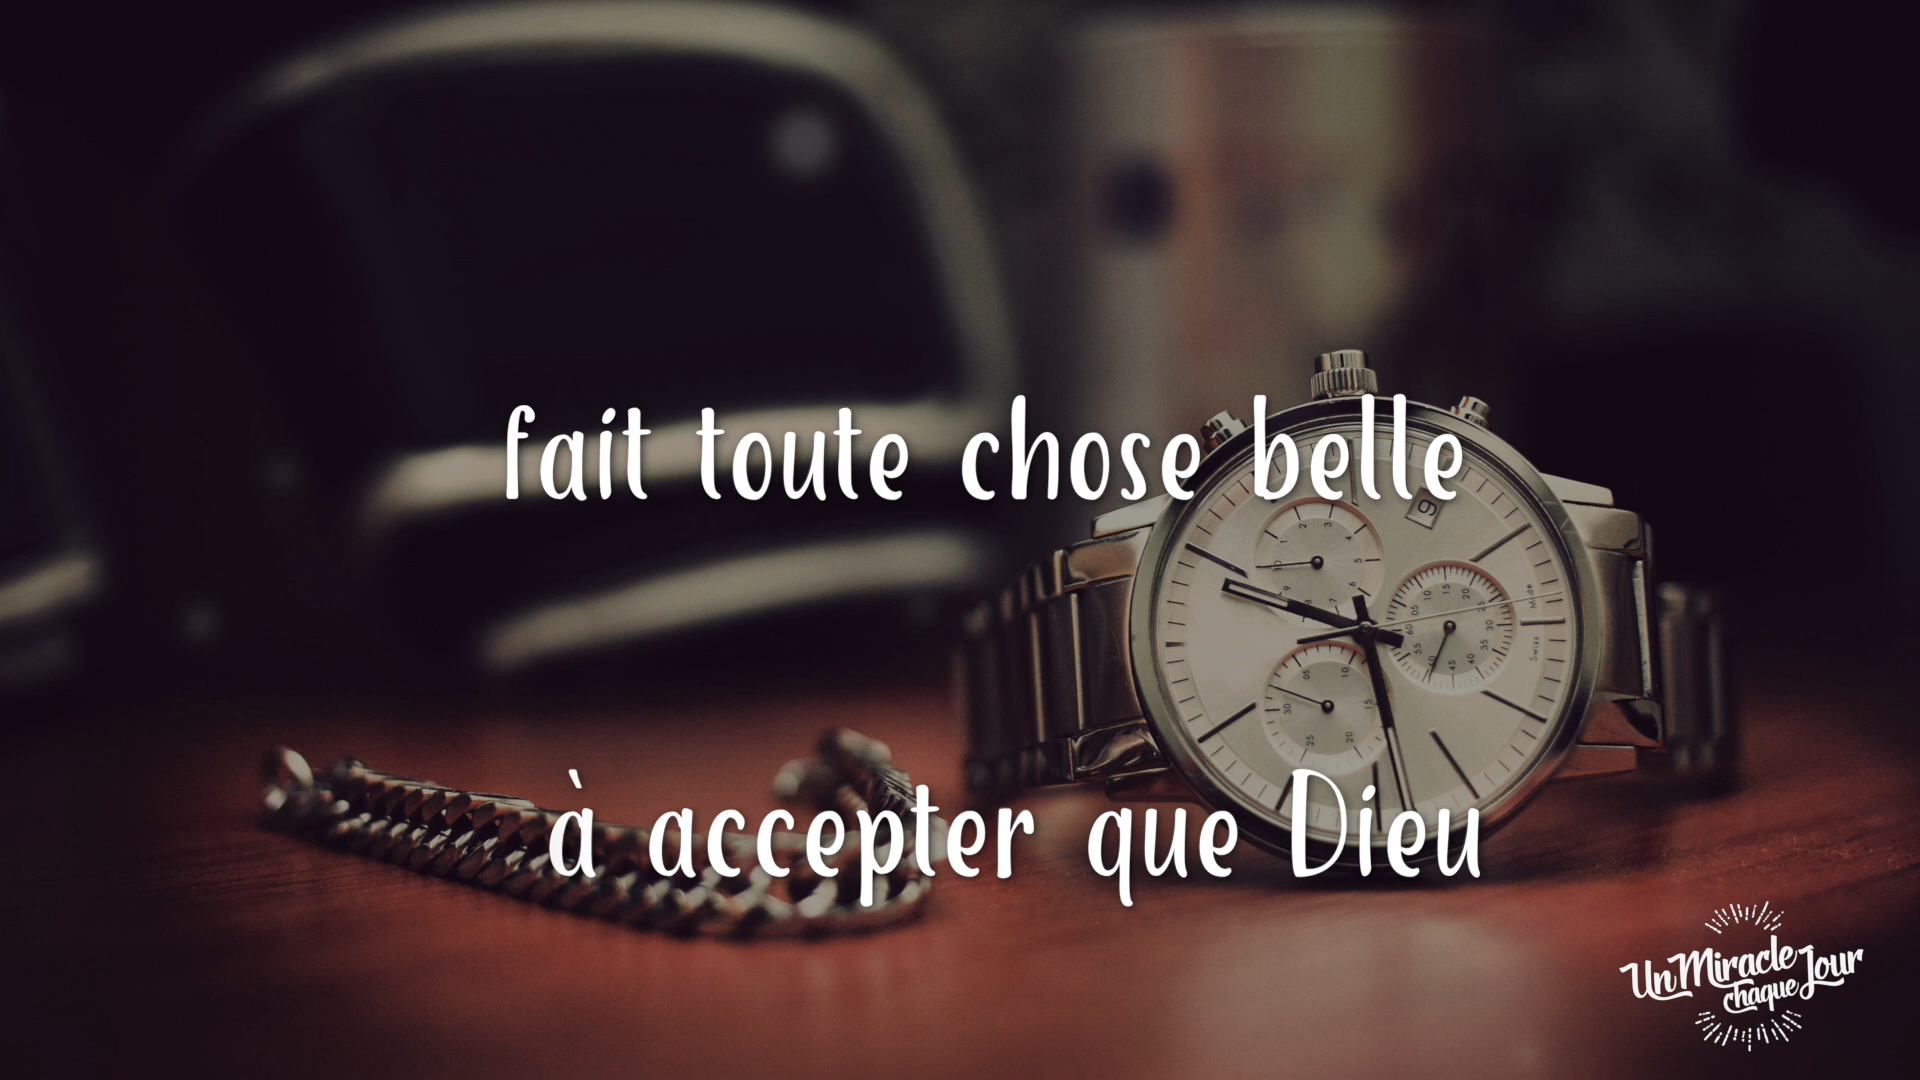 fait toute chose belle
à accepter que Dieu
Un Miracle
chaque Jour